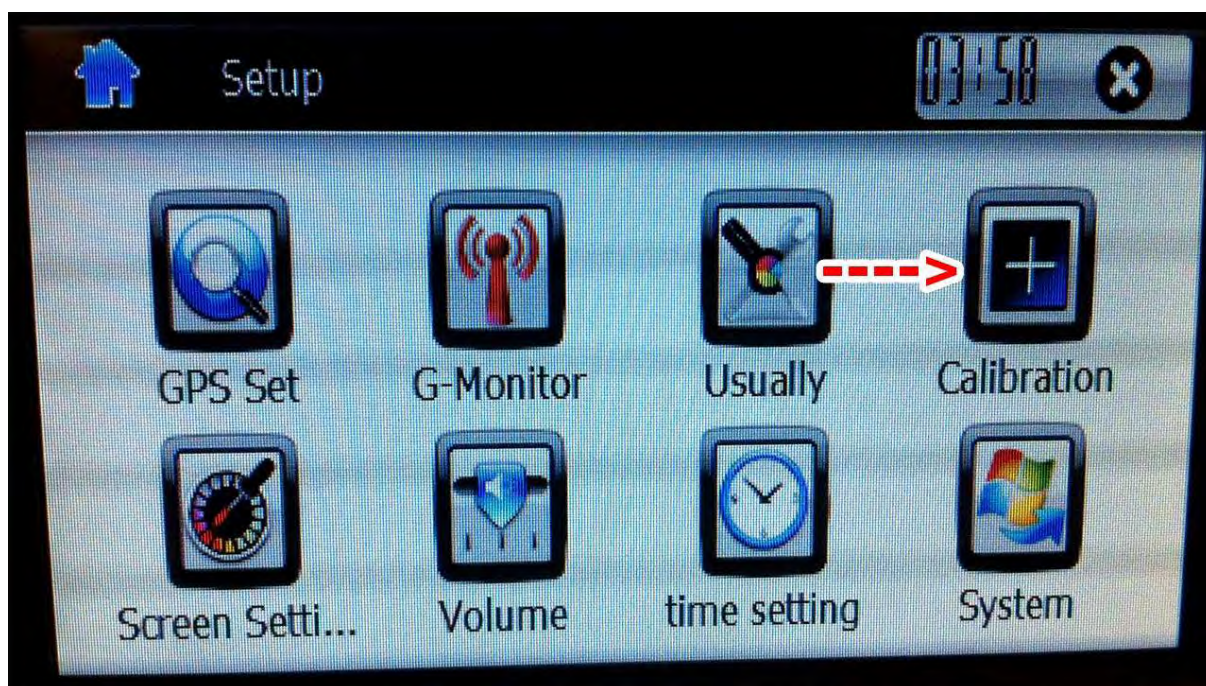 Setup
03:58
GPS Set
G-Monitor
Usually
Calibration
Screen Setti...
Volume
time setting
System